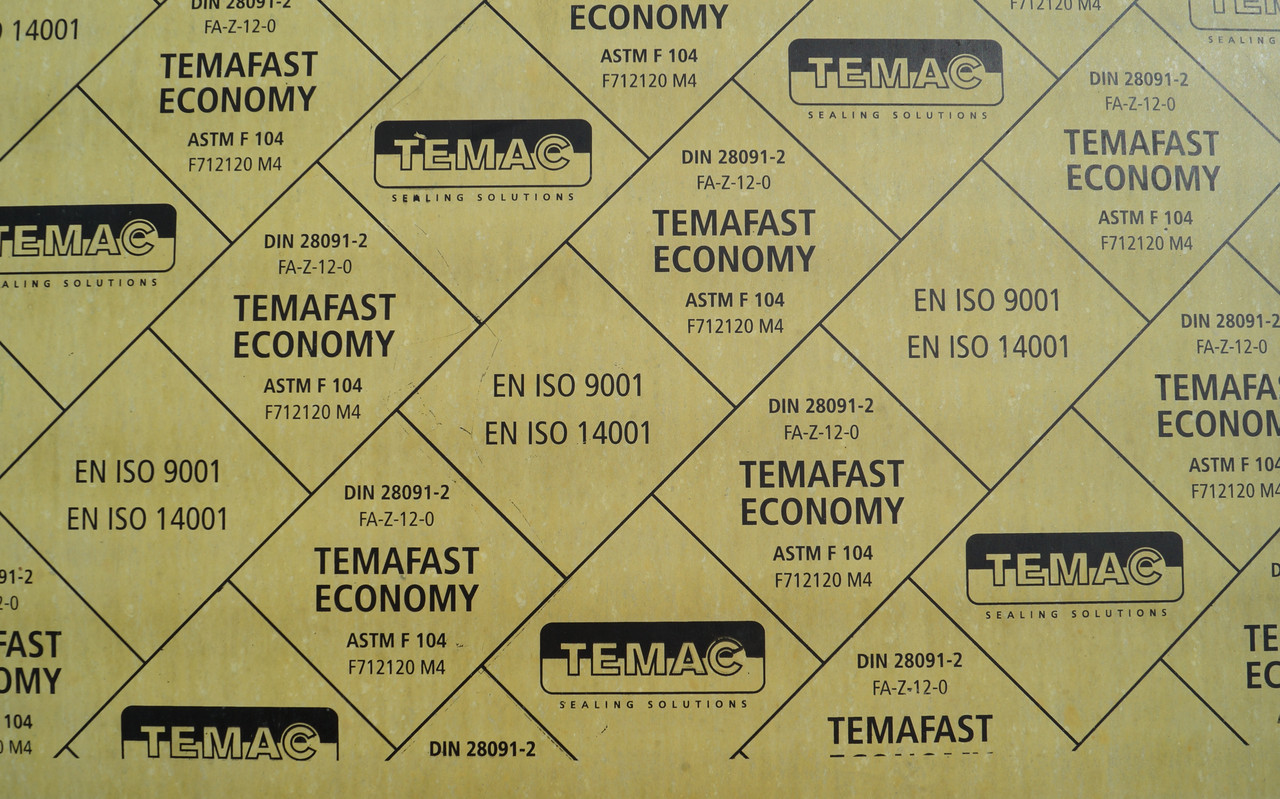 14001
DIN 28091-2
FA-Z-12-0
TEMAFAST
ECONOMY
ASTM F 104
F712120 M4
ECONOMY
ASTM F 104
F712120 M4
F712120 M4
TEMAC
SEALING SOLUTIONS
TEMAC
SEALING SOLUTIONS
DIN 28091-2
FA-Z-12-0
TEMAFAST
ECONOMY
ASTM F 104
F712120 M4
SEALING
DIN 28091-2
FA-Z-12-0
TEMAFAST
ECONOMY
ASTM F 104
F712120 M4
TEMAC
SEALING SOLUTIONS
DIN 28091-2
FA-Z-12-0
TEMAFAST
ECONOMY
ASTM F 104
F712120 M4
EN ISO 9001
EN ISO 14001
EN ISO 9001
EN ISO 14001
DIN 28091-2
FA-Z-12-0
TEMAFAST
ECONOMY
ASTM F 104
F712120 M4
EN ISO 9001
EN ISO 14001
DIN 28091-2
FA-Z-12-0
TEMAFAST
ECONOMY
ASTM F 104
F712120 M4
DIN 28091-2
FA-Z-12-0
TEMAFAST
ECONOMY
ASTM F 104
F712120 M4
TEMAC
SEALING SOLUTIONS
TEMAC
SEALING SOLUTIONS
DIN 28091-2
FA-Z-12-0
TEMAFAST
TEMAC
DIN 28091-2